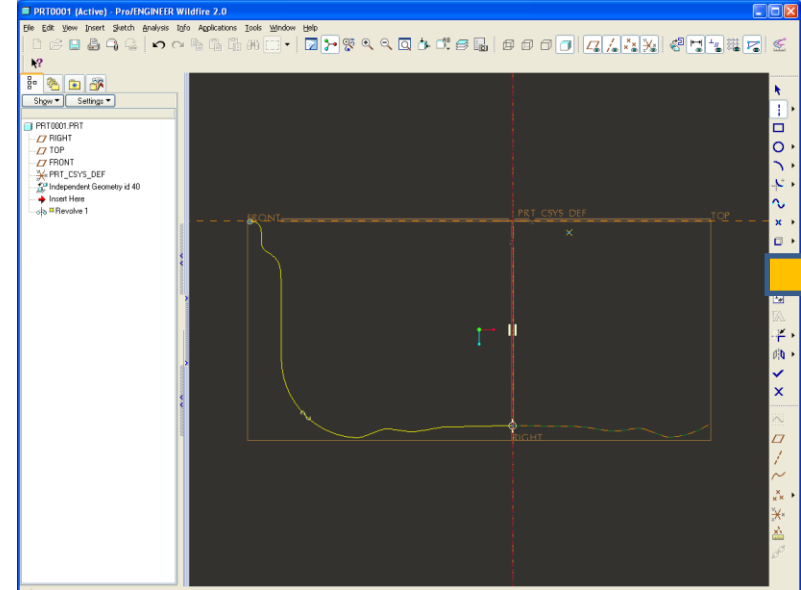 PRT0001 (Active) - Pro/ENGINEER Wildfire 2.0
File Edit View Insert Sketch Analysis Info Applications Tools Window Help
Show Settings
PRT0001.PRT
RIGHT
TOP
FRONT
PRT_CSYS_DEF
Independent Geometry id 40
Insert Here
Revolve 1
FRONT PRT_CSYS_DEF TOP
RIGHT